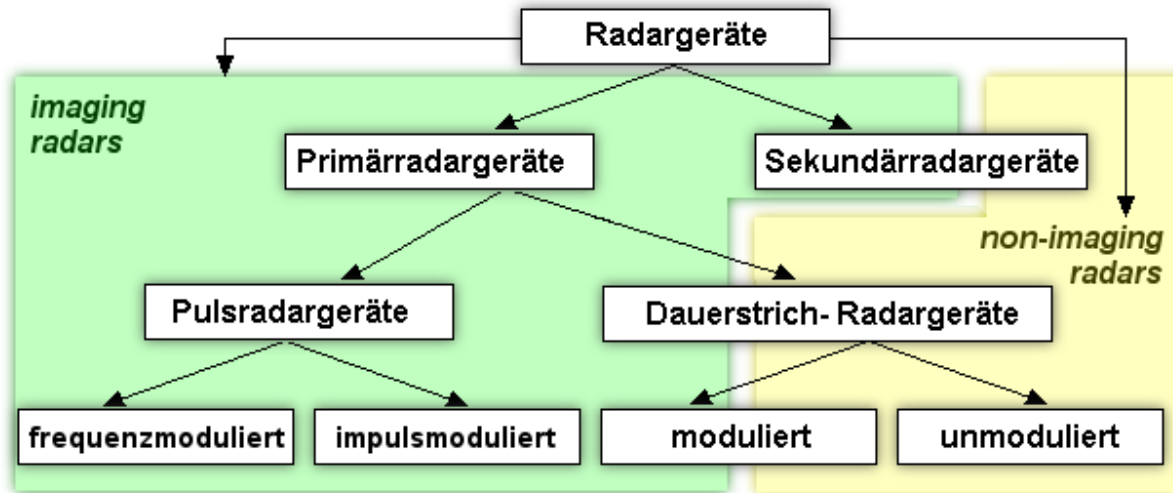 Radargeräte
imaging
radars
Primärradargeräte
Sekundärradargeräte
non-imaging
radars
Pulsradargeräte
Dauerstrich- Radargeräte
frequenzmoduliert
impulsmoduliert
moduliert
unmoduliert